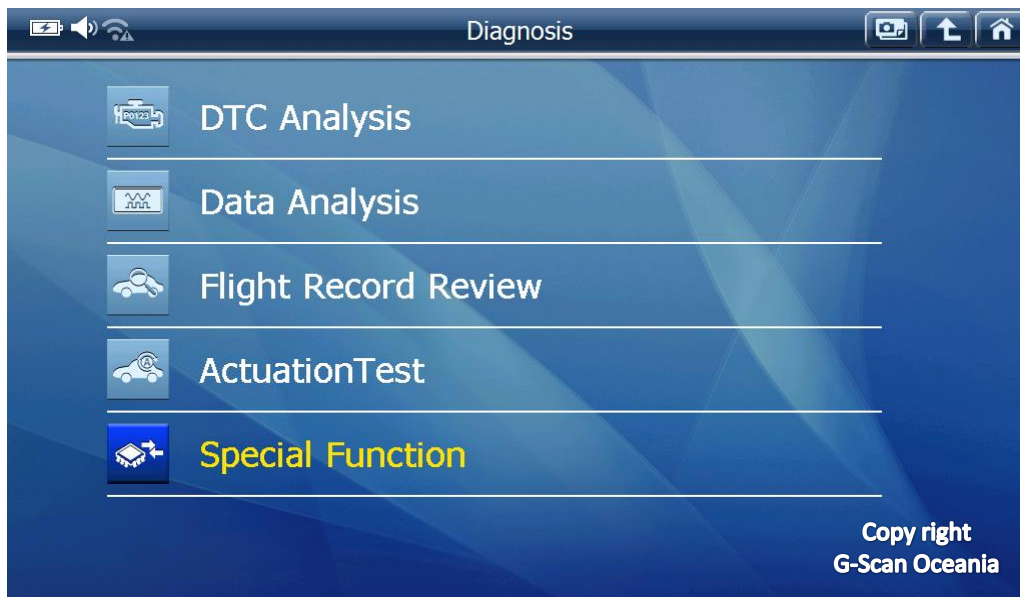 Diagnosis
P0123
DTC Analysis
Data Analysis
Flight Record Review
ActuationTest
Special Function
Copy right
G-Scan Oceania